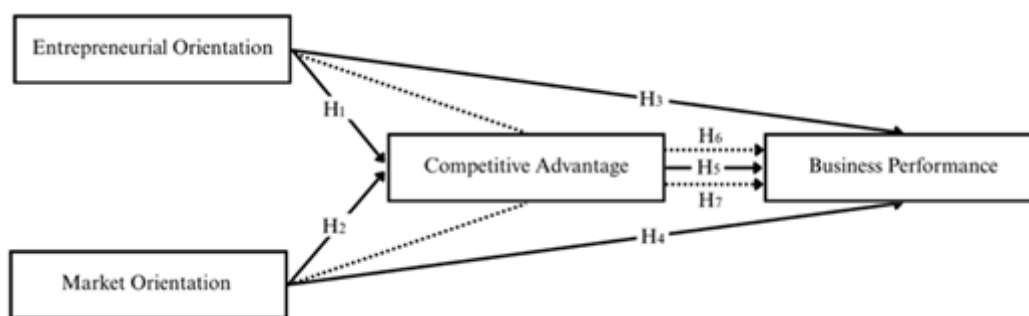 Entrepreneurial Orientation
H1
H3
H6
Competitive Advantage
H5
Business Performance
H7
H2
H4
Market Orientation